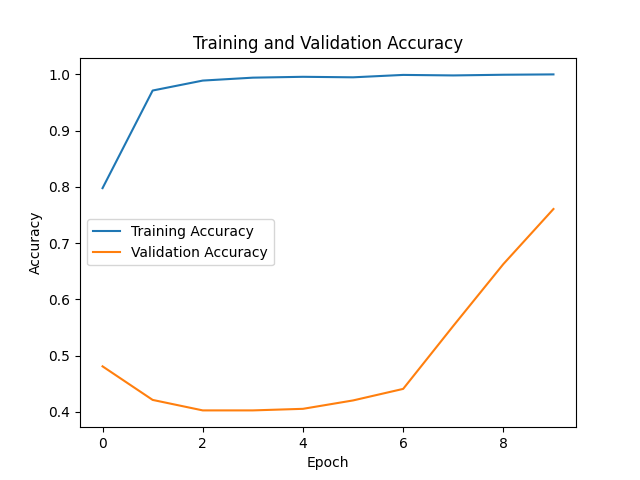 Training and Validation Accuracy
1.0
0.9
0.8
0.7
0.6
0.5
0.4
Accuracy
Training Accuracy
Validation Accuracy
0 2 4 6 8
Epoch